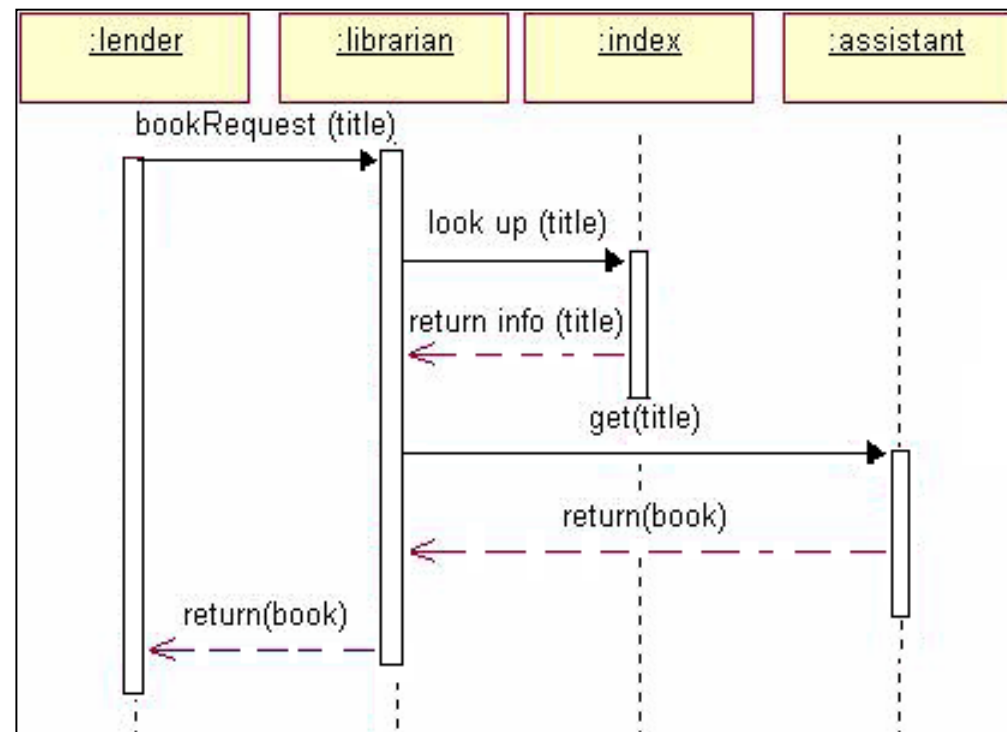 :lender
:librarian
:index
:assistant
bookRequest (title)
look up (title)
return info (title)
get(title)
return(book)
return(book)